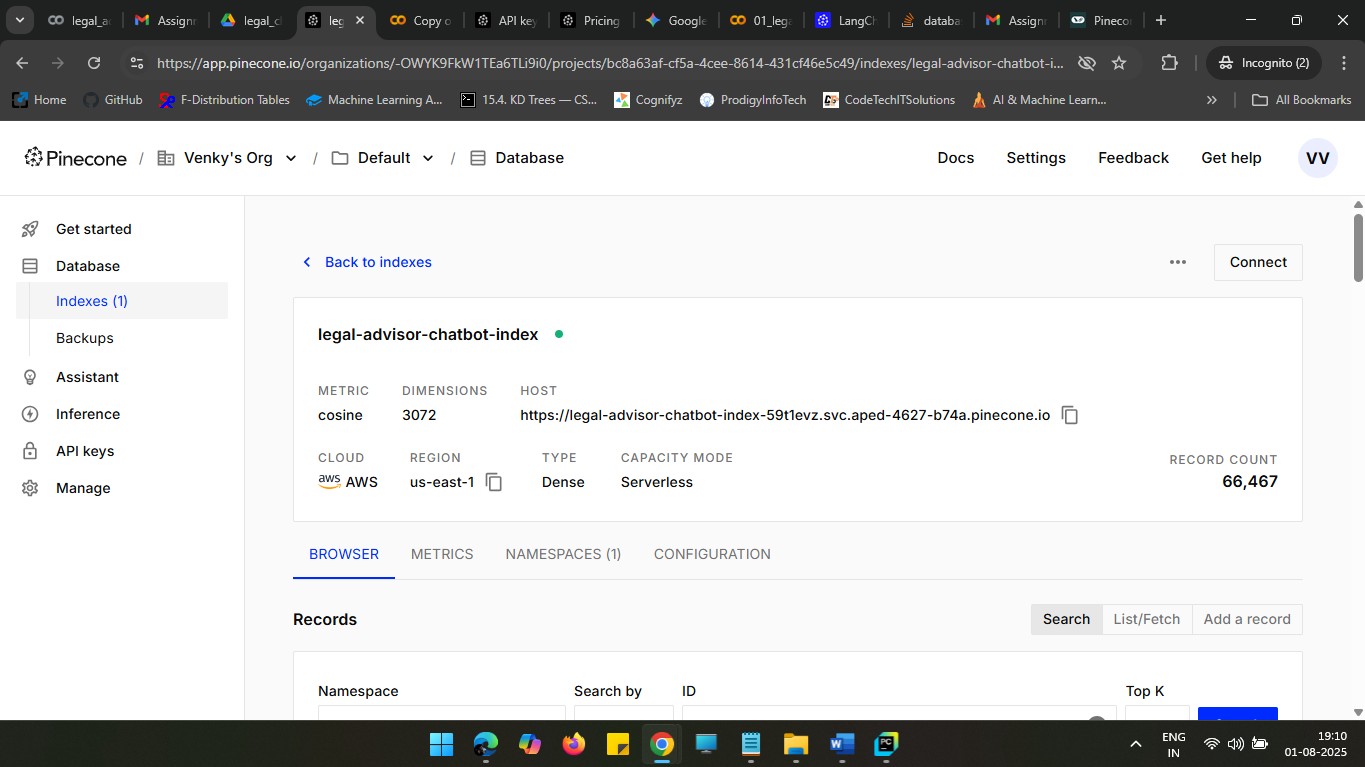 legal_a
Assignm
legal_cl
leg
Copy o
API key
Pricing
Google
01_lega
LangCh
databa
Assignm
Pineco
https://app.pinecone.io/organizations/-OWYK9FkW1TEa6TLi9i0/projects/bc8a63af-cf5a-4cee-8614-431cf46e5c49/indexes/legal-advisor-chatbot-i...
Incognito (2)
Home
GitHub
F-Distribution Tables
Machine Learning A...
15.4. KD Trees — CS...
Cognifyz
ProdigyInfoTech
CodeTechITSolutions
AI & Machine Learn...
All Bookmarks
Pinecone / Venky's Org / Default / Database
Docs
Settings
Feedback
Get help
VV
Get started
Database
Indexes (1)
Backups
Assistant
Inference
API keys
Manage
Back to indexes
Connect
legal-advisor-chatbot-index
METRIC DIMENSIONS HOST
cosine 3072 https://legal-advisor-chatbot-index-59t1evz.svc.aped-4627-b74a.pinecone.io
CLOUD REGION TYPE CAPACITY MODE RECORD COUNT
aws AWS us-east-1 Dense Serverless 66,467
BROWSER METRICS NAMESPACES (1) CONFIGURATION
Records
Search List/Fetch Add a record
Namespace Search by ID Top K
ENG
IN
19:10
01-08-2025